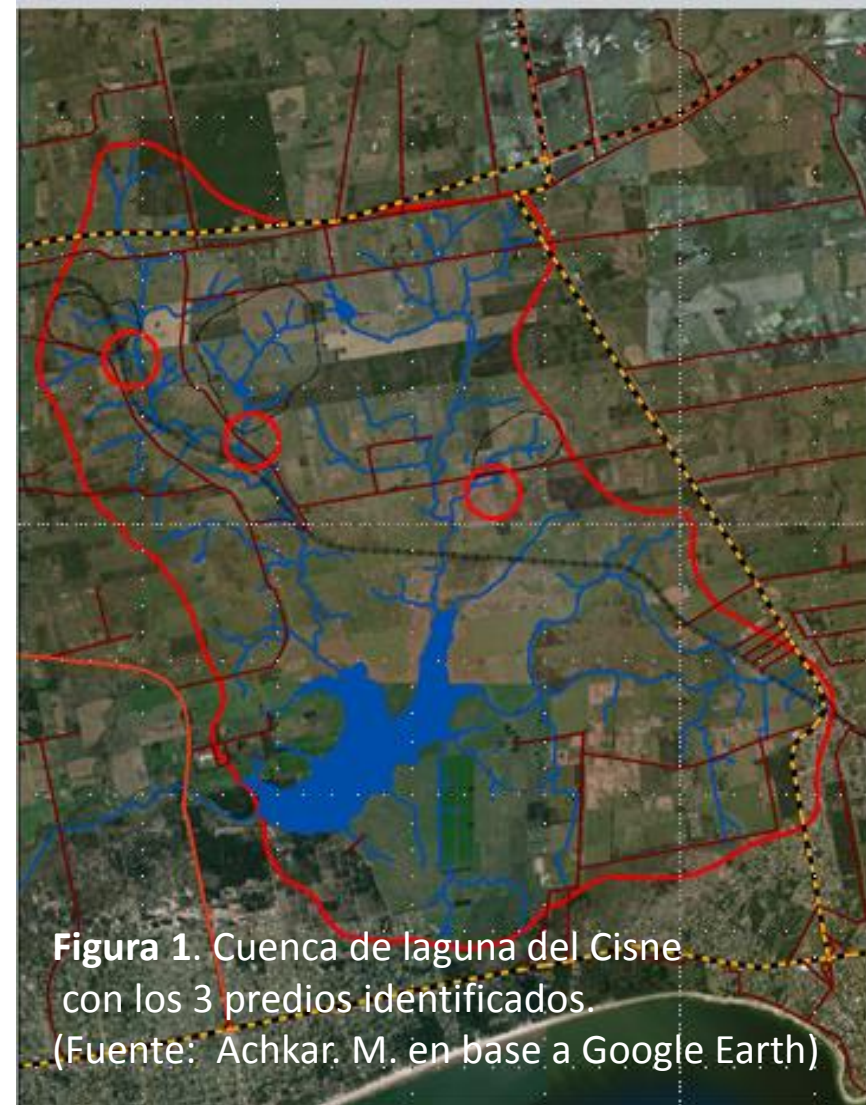 Figura 1. Cuenca de laguna del Cisne
con los 3 predios identificados.
(Fuente: Achkar. M. en base a Google Earth)